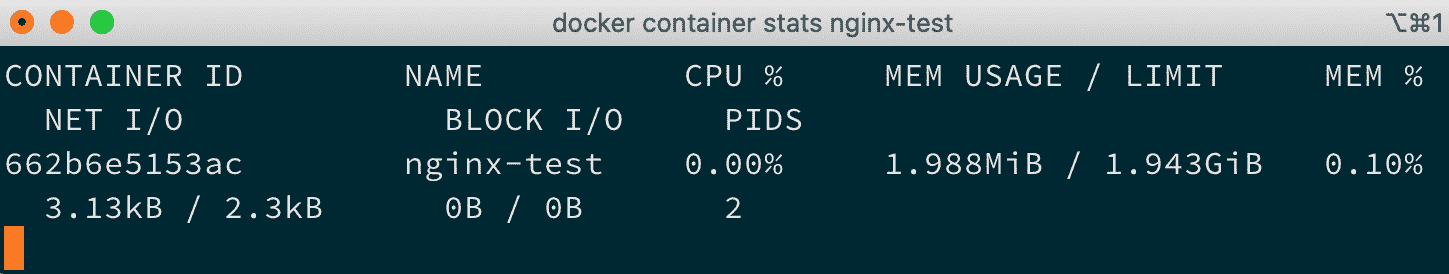 docker container stats nginx-test ⌥⌘1
CONTAINER ID NAME CPU % MEM USAGE / LIMIT MEM %
NET I/O BLOCK I/O PIDS
662b6e5153ac nginx-test 0.00% 1.988MiB / 1.943GiB 0.10%
3.13kB / 2.3kB 0B / 0B 2